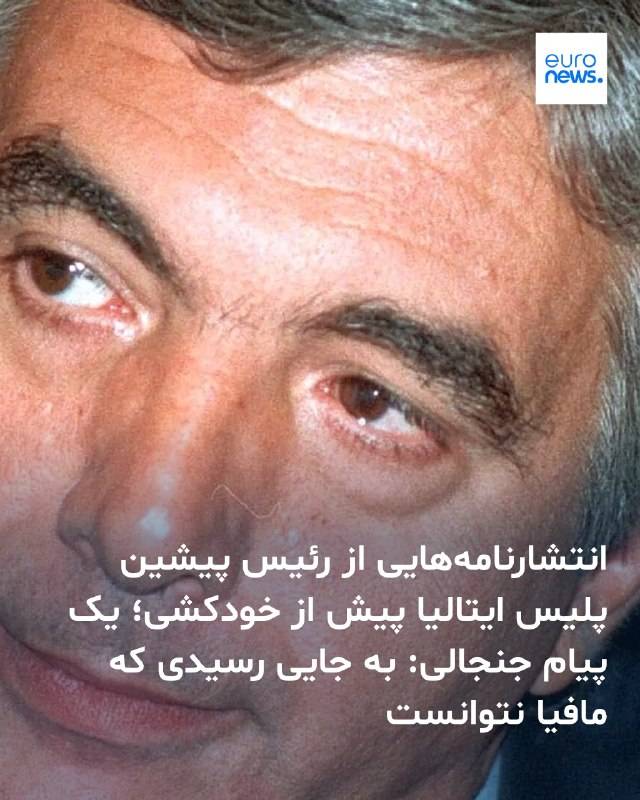 euro
news.
انتشارنامه‌هایی از رئیس پیشین
پلیس ایتالیا پیش از خودکشی؛ یک
پیام جنجالی: به جایی رسیدی که
مافیا نتوانست